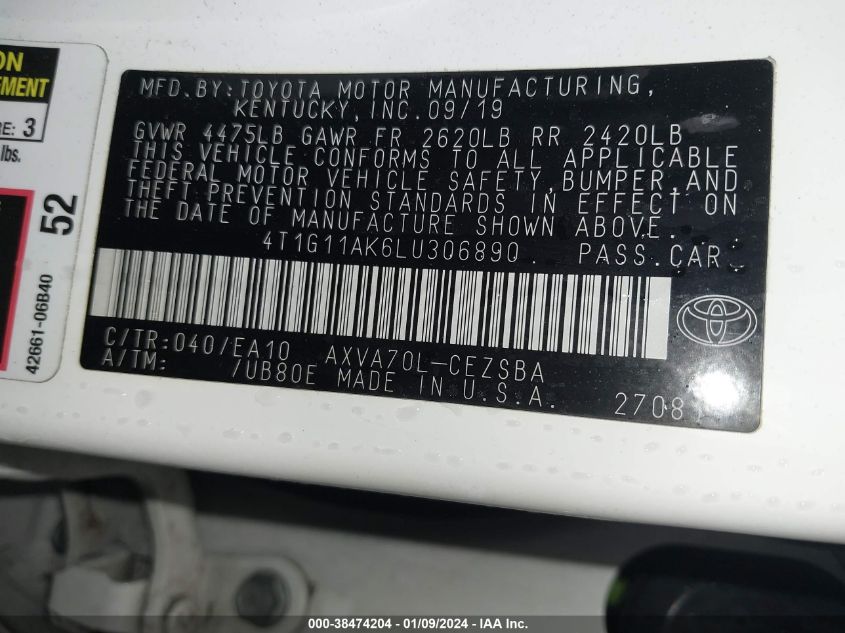 ON
EMENT
E: 3
lbs.
52
42661-06B40
MFD. BY: TOYOTA MOTOR MANUFACTURING,
KENTUCKY, INC. 09/19
GVWR 4475LB GAWR FR 2620LB RR 2420LB
THIS VEHICLE CONFORMS TO ALL APPLICABLE
FEDERAL MOTOR VEHICLE SAFETY, BUMPER, AND
THEFT PREVENTION STANDARDS IN EFFECT ON
THE DATE OF MANUFACTURE SHOWN ABOVE.
4T1G11AK6LU306890 PASS. CAR
C/TR: 040/EA10 AXVA70L-CEZSBA
A/TM: /UB80E MADE IN U.S.A.
2708
000-38474204 - 01/09/2024 - IAA Inc.